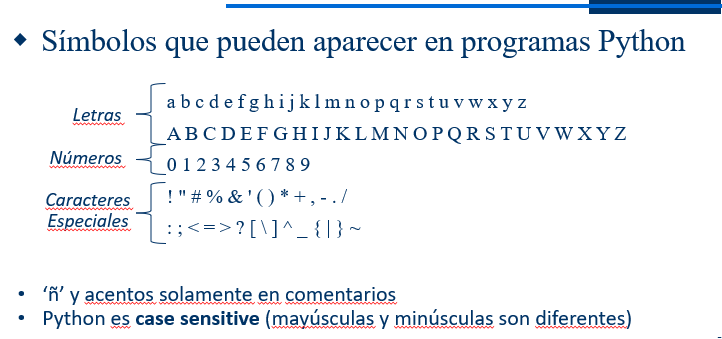 Símbolos que pueden aparecer en programas Python
Letras
a b c d e f g h i j k l m n o p q r s t u v w x y z
A B C D E F G H I J K L M N O P Q R S T U V W X Y Z
Números
0 1 2 3 4 5 6 7 8 9
Caracteres
Especiales
! " # % & ' ( ) * + , - . /
: ; < = > ? [ \ ] ^ _ { | } ~
• ‘ñ’ y acentos solamente en comentarios
• Python es case sensitive (mayúsculas y minúsculas son diferentes)